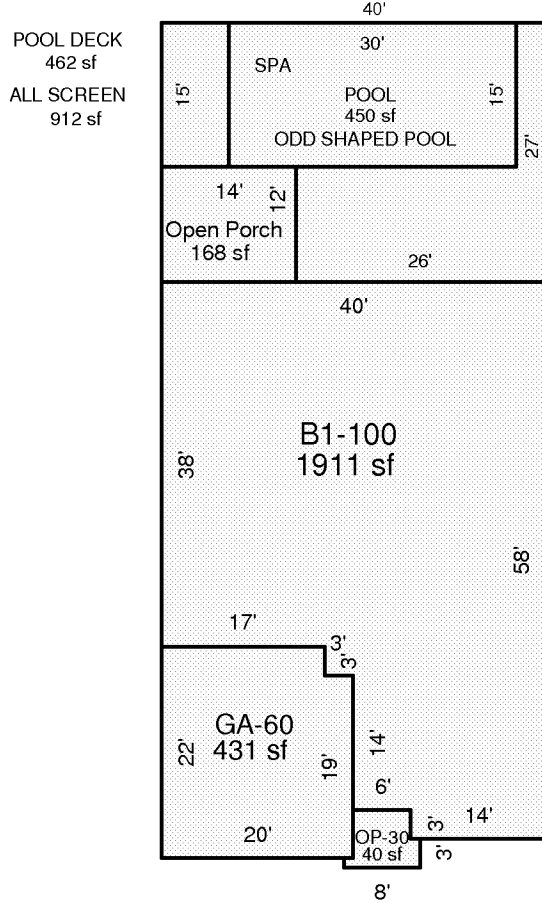 40'
POOL DECK
462 sf
ALL SCREEN
912 sf
30'
SPA
15'
POOL
450 sf
15'
ODD SHAPED POOL
27'
14'
12'
Open Porch
168 sf
26'
40'
B1-100
1911 sf
38'
58'
17'
3'
3'
GA-60
431 sf
22'
19'
14'
6'
20'
OP-30
40 sf
3'
14'
3'
8'